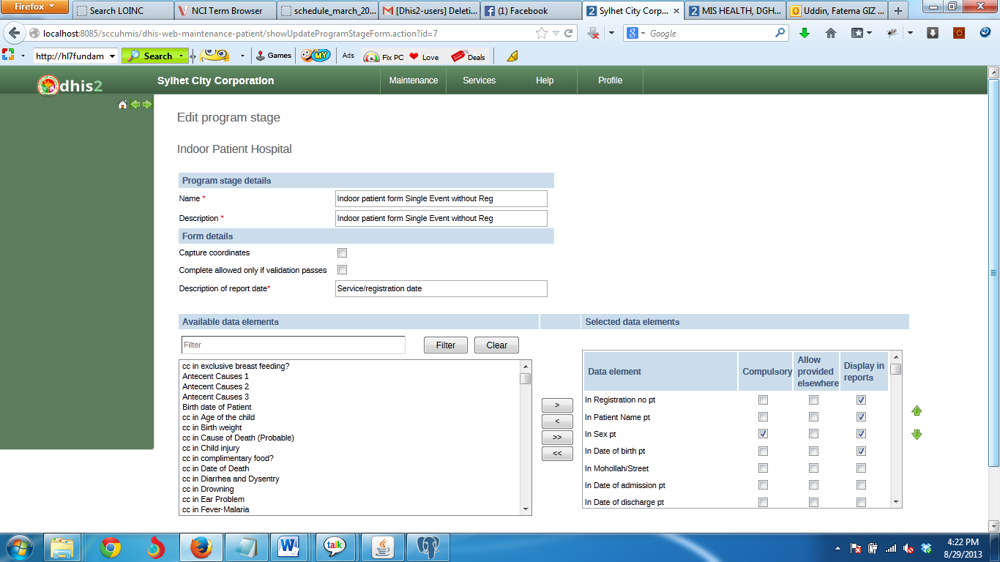 Firefox
Search LOINC
NCI Term Browser
schedule_march_20...
[Dhis2-users] Deleti...
(1) Facebook
Sylhet City Corp...
MIS HEALTH, DGH...
Uddin, Fatema GIZ ...
localhost:8085/sccuhmis/dhis-web-maintenance-patient/showUpdateProgramStageForm.action?id=7
Google
http://hl7fundam
Search
MY
Games
Ads
Fix PC
Love
Deals
dhis2
Sylhet City Corporation
Maintenance
Services
Help
Profile
Edit program stage
Indoor Patient Hospital
Program stage details
Name *
Indoor patient form Single Event without Reg
Description *
Indoor patient form Single Event without Reg
Form details
Capture coordinates
Complete allowed only if validation passes
Description of report date*
Service/registration date
Available data elements
Selected data elements
Filter
Filter
Clear
cc in exclusive breast feeding?
Antecent Causes 1
Antecent Causes 2
Antecent Causes 3
Birth date of Patient
cc in Age of the child
cc in Birth weight
cc in Cause of Death (Probable)
cc in Child injury
cc in complimentary food?
cc in Date of Death
cc in Diarrhea and Dysentry
cc in Drowning
cc in Ear Problem
cc in Fever-Malaria
>
<
>>
<<
Data element
Compulsory
Allow
provided
elsewhere
Display in
reports
In Registration no pt
In Patient Name pt
In Sex pt
In Date of birth pt
In Mohollah/Street
In Date of admission pt
In Date of discharge pt
talk
4:22 PM
8/29/2013